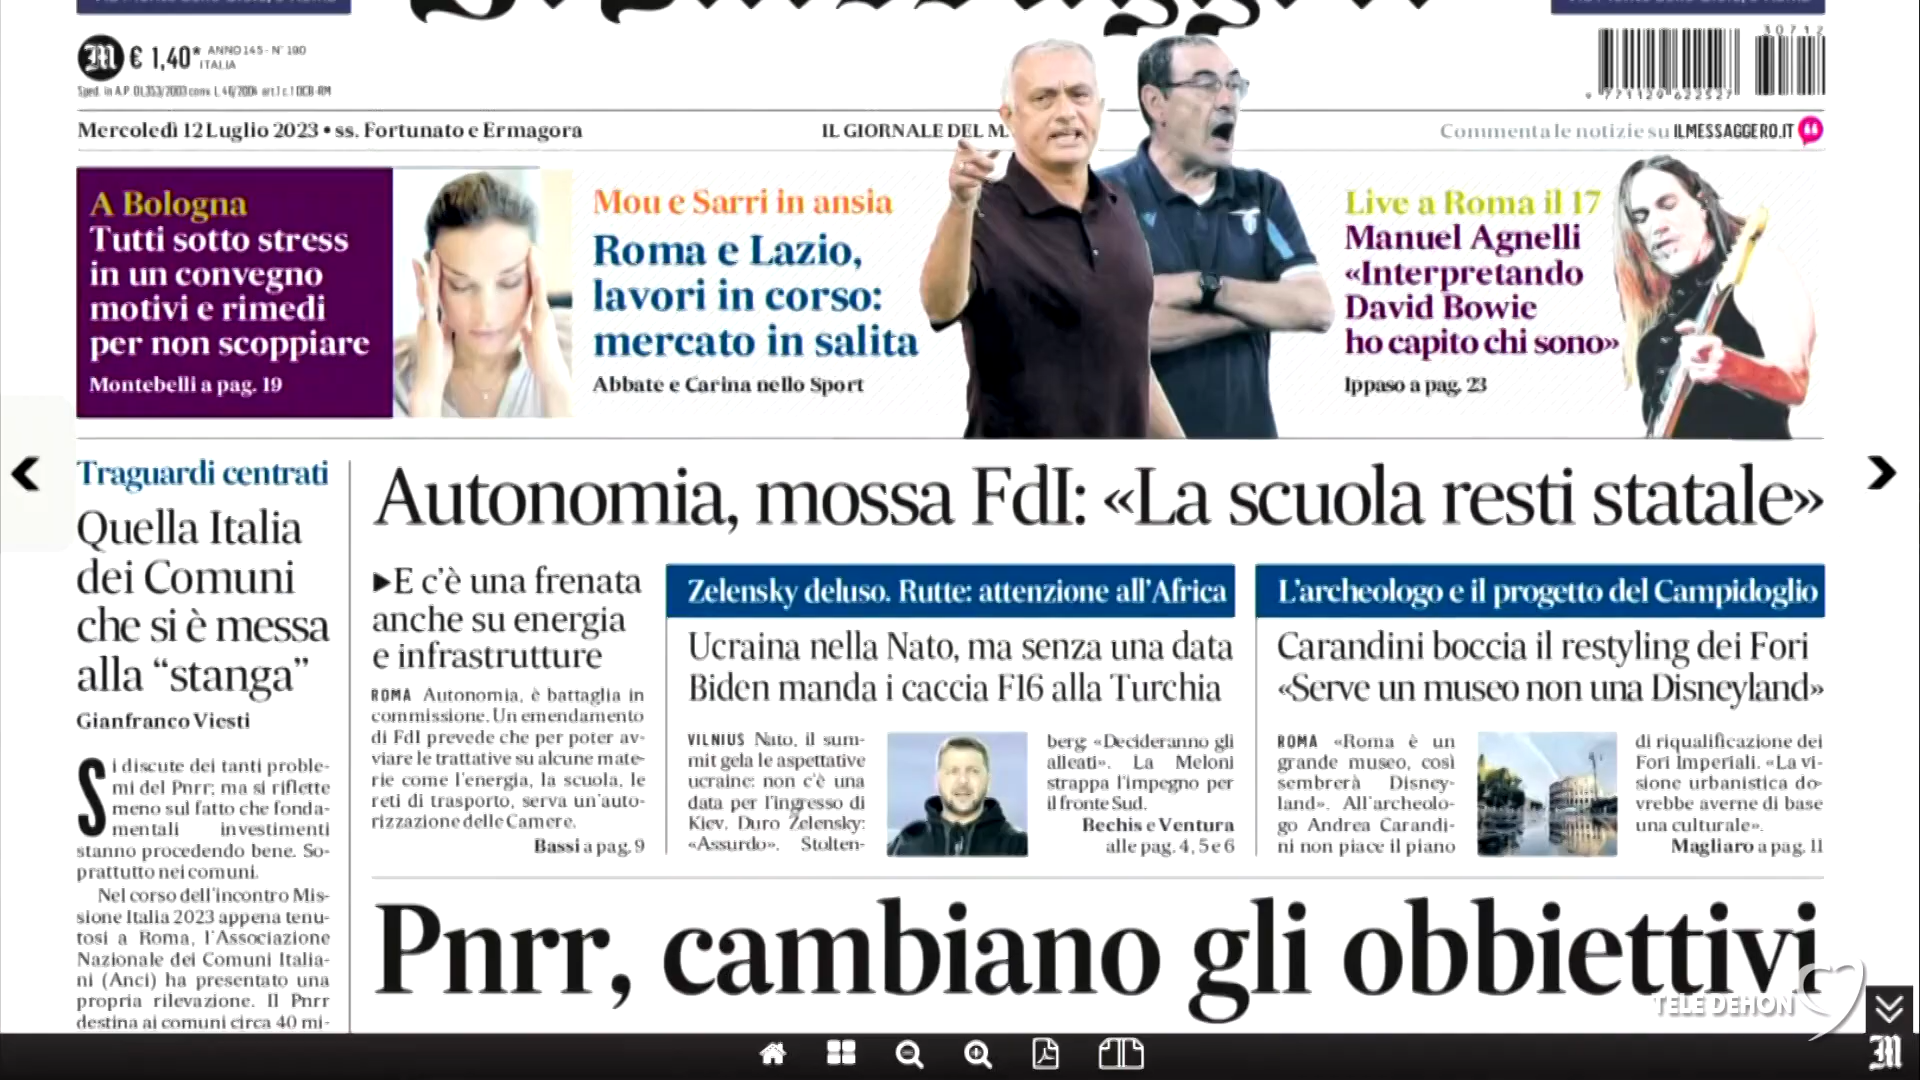 € 1,40* ANNO 145 - N° 190
ITALIA
Sped. in A.P. DL353/2003 conv. L.46/2004 art.1 c.1 DCB-RM
30712
9 771129 622527
Mercoledì 12 Luglio 2023 • ss. Fortunato e Ermagora
IL GIORNALE DEL M
Commenta le notizie su ILMESSAGGERO.IT
A Bologna
Tutti sotto stress
in un convegno
motivi e rimedi
per non scoppiare
Montebelli a pag. 19
Mou e Sarri in ansia
Roma e Lazio,
lavori in corso:
mercato in salita
Abbate e Carina nello Sport
Live a Roma il 17
Manuel Agnelli
«Interpretando
David Bowie
ho capito chi sono»
Ippaso a pag. 23
Traguardi centrati
Quella Italia
dei Comuni
che si è messa
alla “stanga”
Gianfranco Viesti
Si discute dei tanti proble-
mi del Pnrr; ma si riflette
meno sul fatto che fonda-
mentali investimenti
stanno procedendo bene. So-
prattutto nei comuni.
Nel corso dell'incontro Mis-
sione Italia 2023 appena tenu-
tosi a Roma, l'Associazione
Nazionale dei Comuni Italia-
ni (Anci) ha presentato una
propria rilevazione. Il Pnrr
destina ai comuni circa 40 mi-
Autonomia, mossa FdI: «La scuola resti statale»
►E c'è una frenata
anche su energia
e infrastrutture
ROMA Autonomia, è battaglia in
commissione. Un emendamento
di FdI prevede che per poter av-
viare le trattative su alcune mate-
rie come l'energia, la scuola, le
reti di trasporto, serva un'auto-
rizzazione delle Camere.
Bassi a pag. 9
Zelensky deluso. Rutte: attenzione all'Africa
Ucraina nella Nato, ma senza una data
Biden manda i caccia F16 alla Turchia
VILNIUS Nato, il sum-
mit gela le aspettative
ucraine: non c'è una
data per l'ingresso di
Kiev. Duro Zelensky:
«Assurdo». Stolten-
berg «Decideranno gli
alleati». La Meloni
strappa l'impegno per
il fronte Sud.
Bechis e Ventura
alle pag. 4, 5 e 6
L'archeologo e il progetto del Campidoglio
Carandini boccia il restyling dei Fori
«Serve un museo non una Disneyland»
ROMA «Roma è un
grande museo, così
sembrerà Disney-
land». All'archeolo-
go Andrea Carandi-
ni non piace il piano
di riqualificazione dei
Fori Imperiali. «La vi-
sione urbanistica do-
vrebbe averne di base
una culturale».
Magliaro a pag. 11
Pnrr, cambiano gli obbiettivi
TELE DEHON